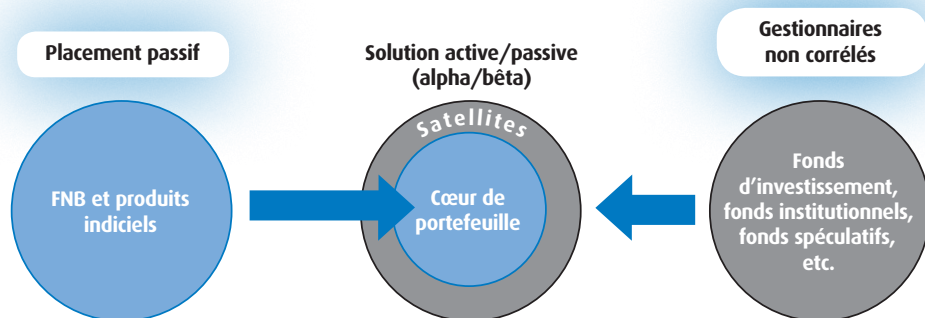 Placement passif
FNB et produits
indiciels
Solution active/passive
(alpha/bêta)
Satellites
Cœur de
portefeuille
Gestionnaires
non corrélés
Fonds
d’investissement,
fonds institutionnels,
fonds spéculatifs,
etc.